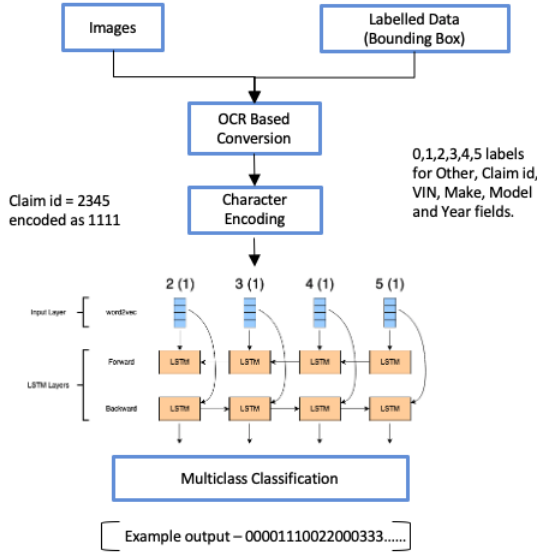 Images
Labelled Data
(Bounding Box)
OCR Based
Conversion
0,1,2,3,4,5 labels
for Other, Claim id,
VIN, Make, Model
and Year fields.
Claim id = 2345
encoded as 1111
Character
Encoding
2 (1) 3 (1) 4 (1) 5 (1)
Input Layer word2vec
Forward LSTM LSTM LSTM LSTM
LSTM Layers
Backward LSTM LSTM LSTM LSTM
Multiclass Classification
Example output – 00001110022000333......